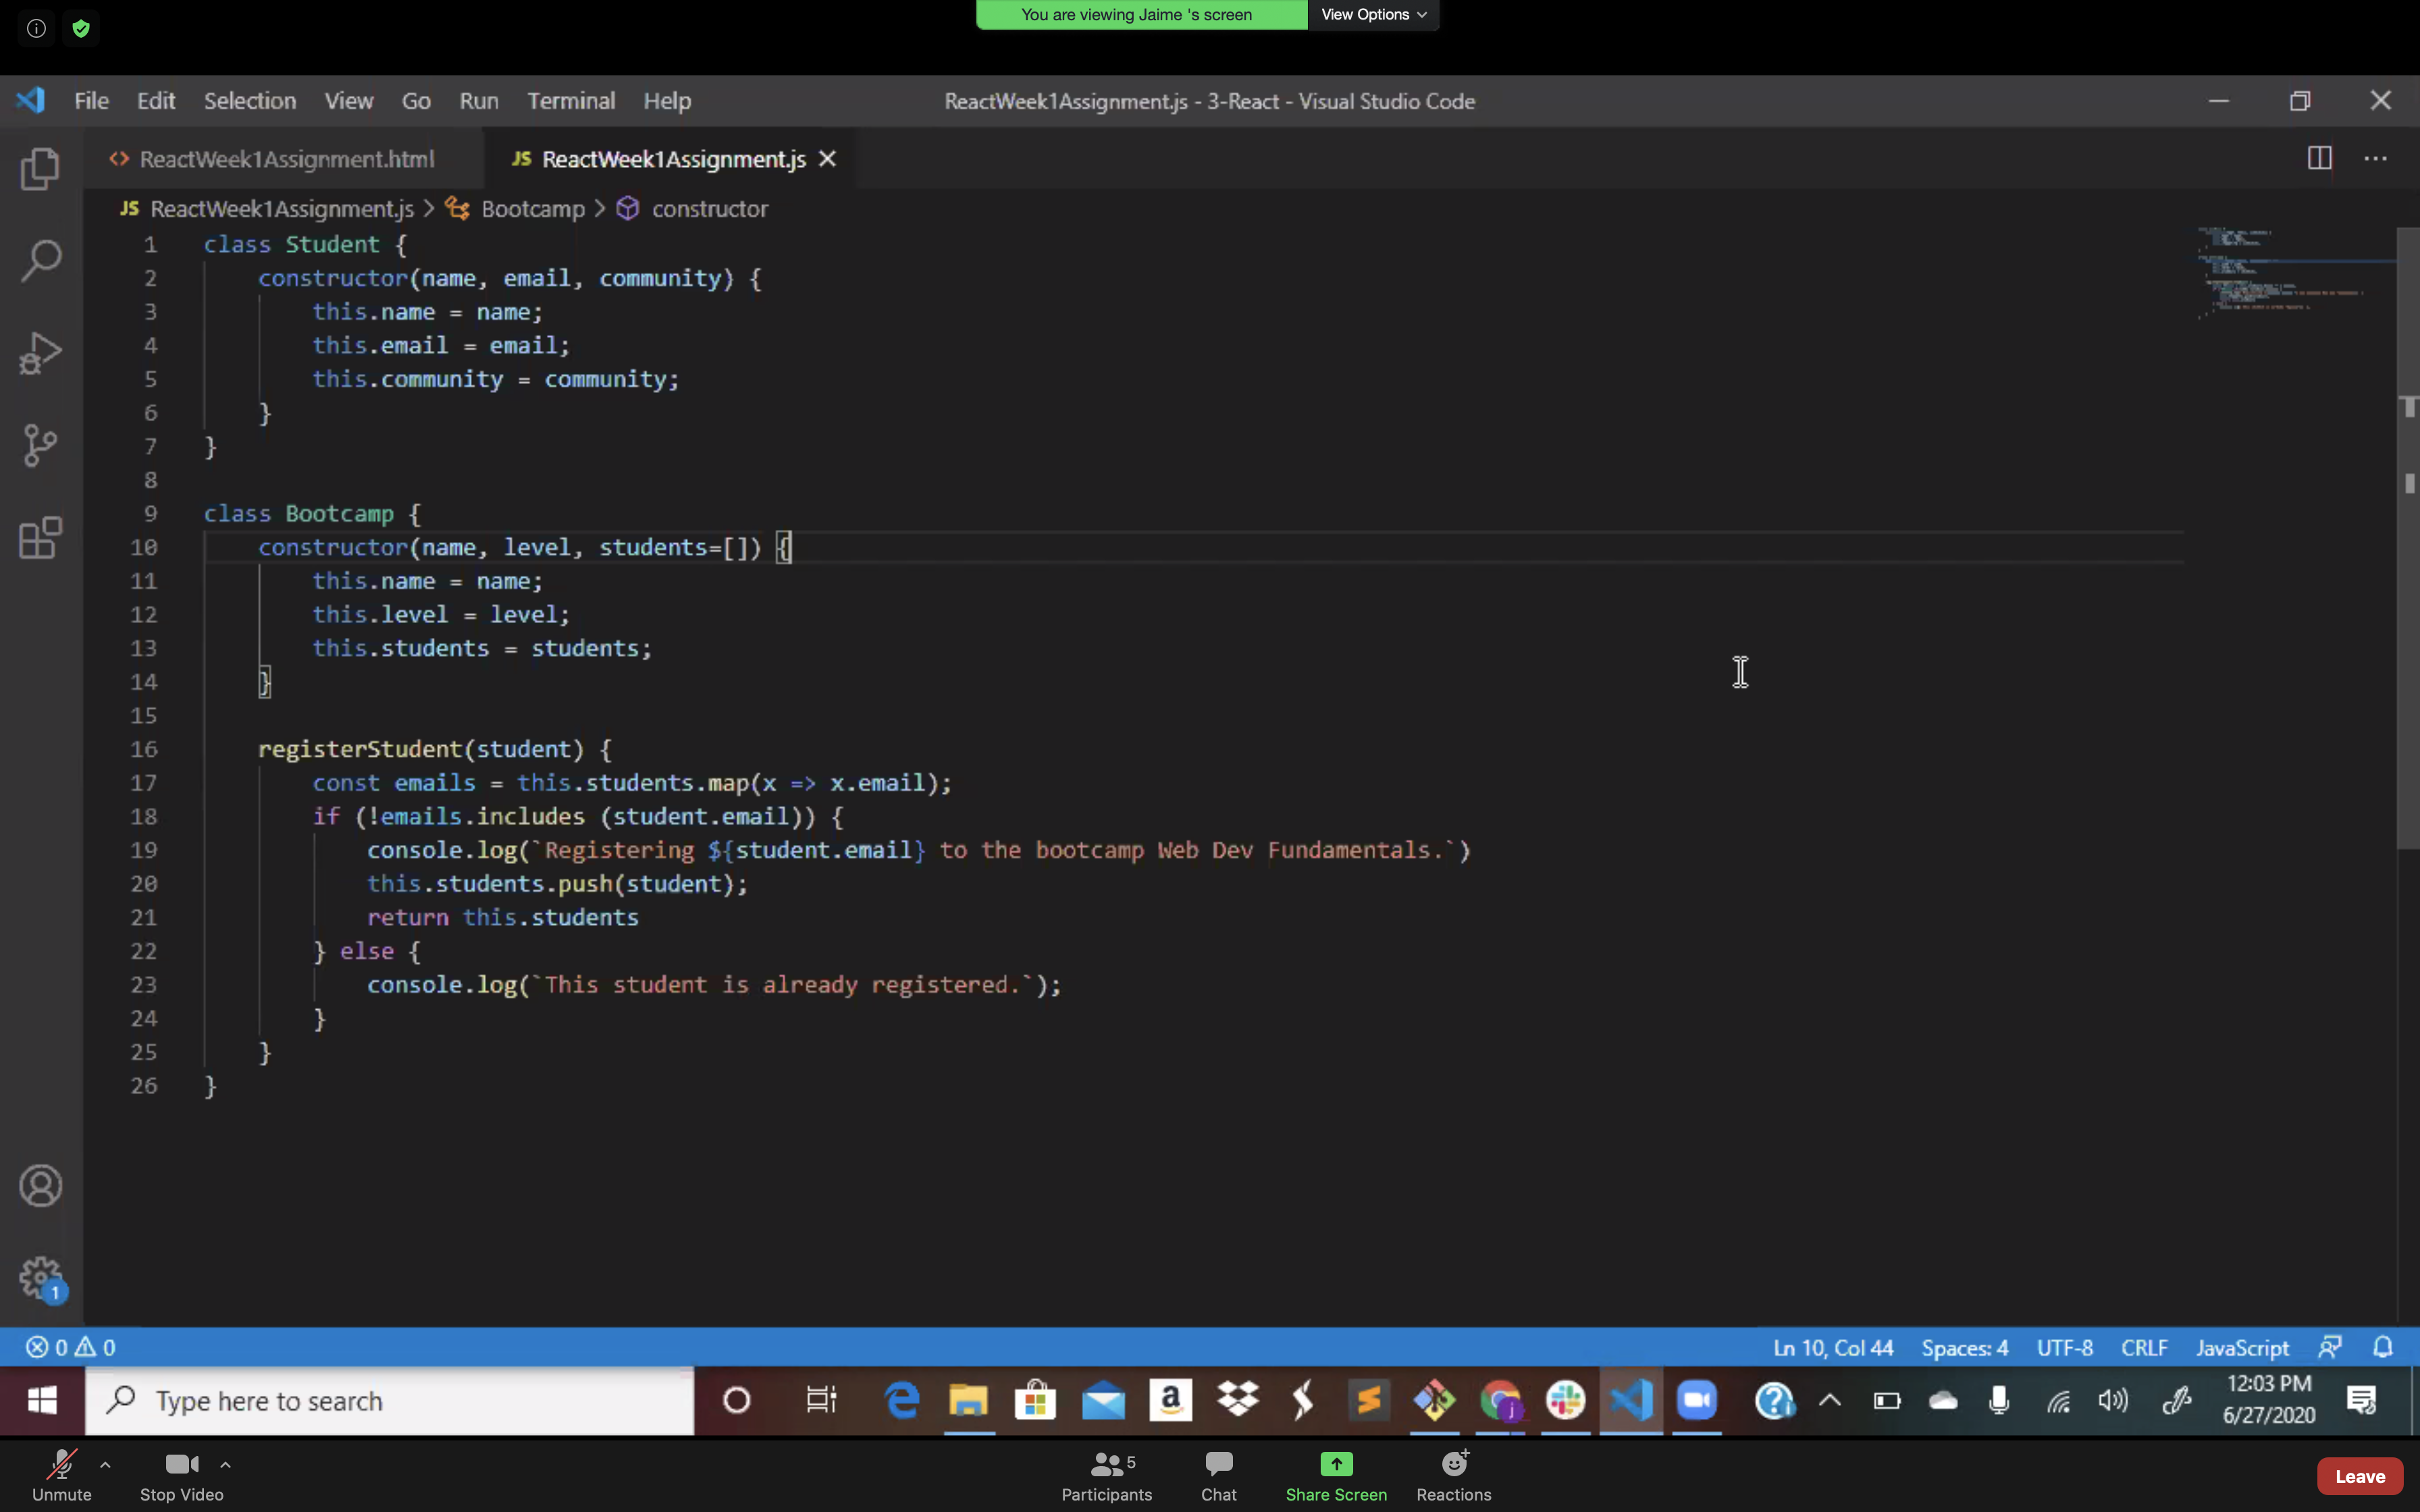 You are viewing Jaime 's screen View Options
File Edit Selection View Go Run Terminal Help ReactWeek1Assignment.js - 3-React - Visual Studio Code
<> ReactWeek1Assignment.html JS ReactWeek1Assignment.js
JS ReactWeek1Assignment.js > Bootcamp > constructor
1 class Student {
2     constructor(name, email, community) {
3         this.name = name;
4         this.email = email;
5         this.community = community;
6     }
7 }
8
9 class Bootcamp {
10     constructor(name, level, students=[]) {
11         this.name = name;
12         this.level = level;
13         this.students = students;
14     }
15
16     registerStudent(student) {
17         const emails = this.students.map(x => x.email);
18         if (!emails.includes (student.email)) {
19             console.log(`Registering ${student.email} to the bootcamp Web Dev Fundamentals.`)
20             this.students.push(student);
21             return this.students
22         } else {
23             console.log(`This student is already registered.`);
24         }
25     }
26 }
1
0 0 Ln 10, Col 44 Spaces: 4 UTF-8 CRLF JavaScript
Type here to search
12:03 PM
6/27/2020
Unmute Stop Video Participants 5 Chat Share Screen Reactions Leave